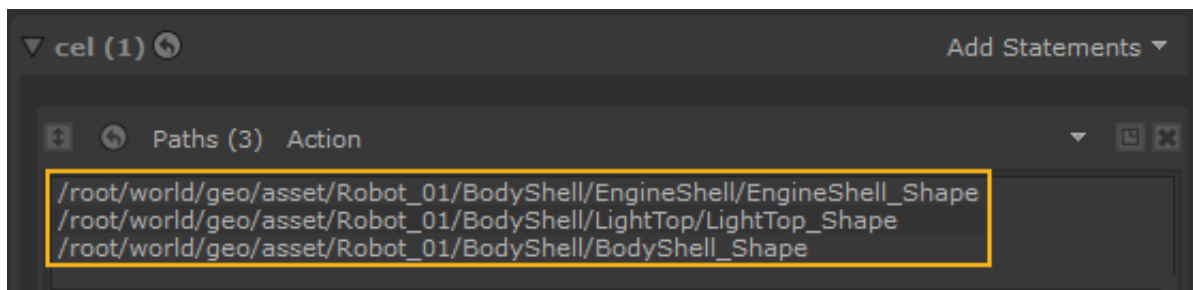 cel (1)
Add Statements
Paths (3) Action
/root/world/geo/asset/Robot_01/BodyShell/EngineShell/EngineShell_Shape
/root/world/geo/asset/Robot_01/BodyShell/LightTop/LightTop_Shape
/root/world/geo/asset/Robot_01/BodyShell/BodyShell_Shape